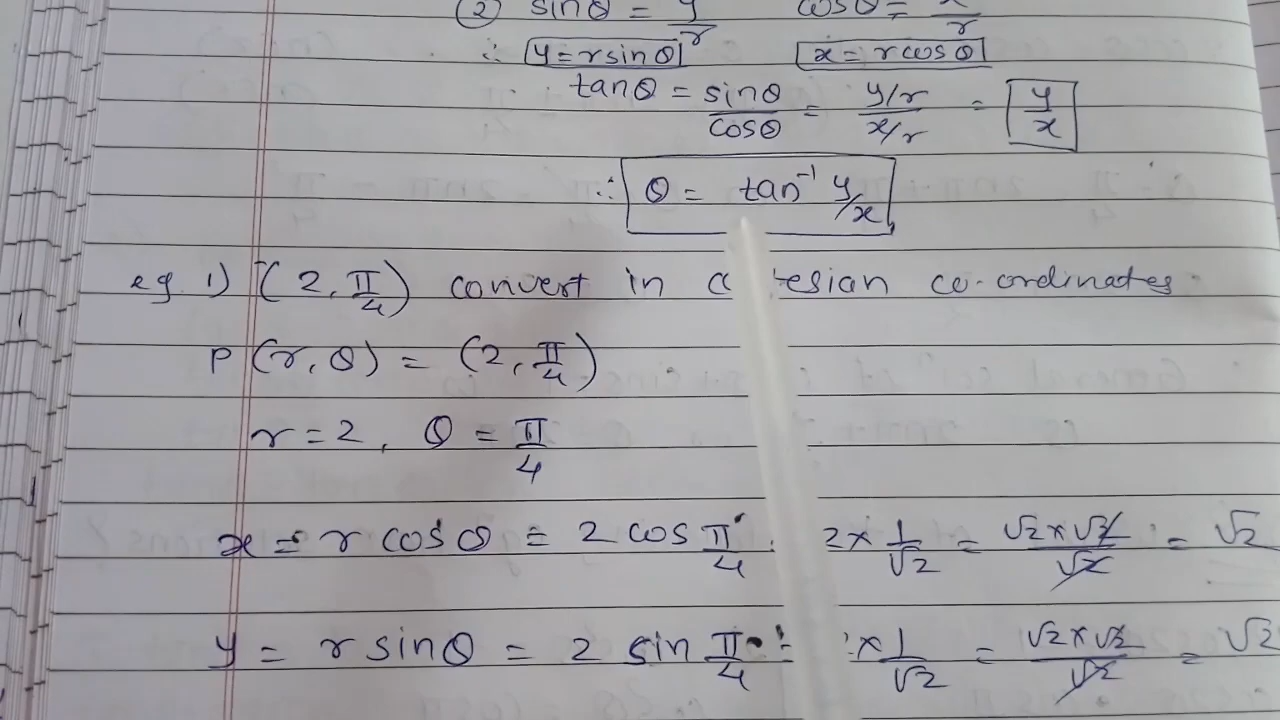 ② sinθ = y/r cosθ = x/r
∴ y = r sinθ x = r cosθ
tanθ = sinθ/cosθ = (y/r)/(x/r) = y/x
∴ θ = tan⁻¹ y/x
eg 1) (2, π/4) convert in esian co-ordinates
P (r, θ) = (2, π/4)
r = 2, θ = π/4
x = r cosθ = 2 cos π/4 2 × 1/√2 = √2 × √2/√2 = √2
y = r sinθ = 2 sin π/4 = × 1/√2 = √2 × √2/√2 = √2